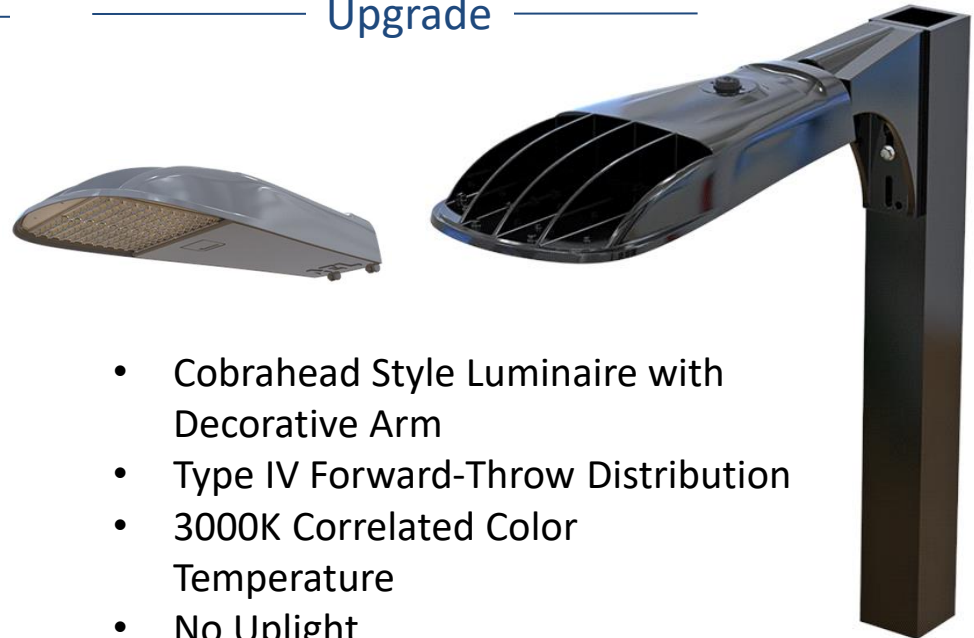 Upgrade
• Cobrahead Style Luminaire with
Decorative Arm
• Type IV Forward-Throw Distribution
• 3000K Correlated Color
Temperature
• No Uplight